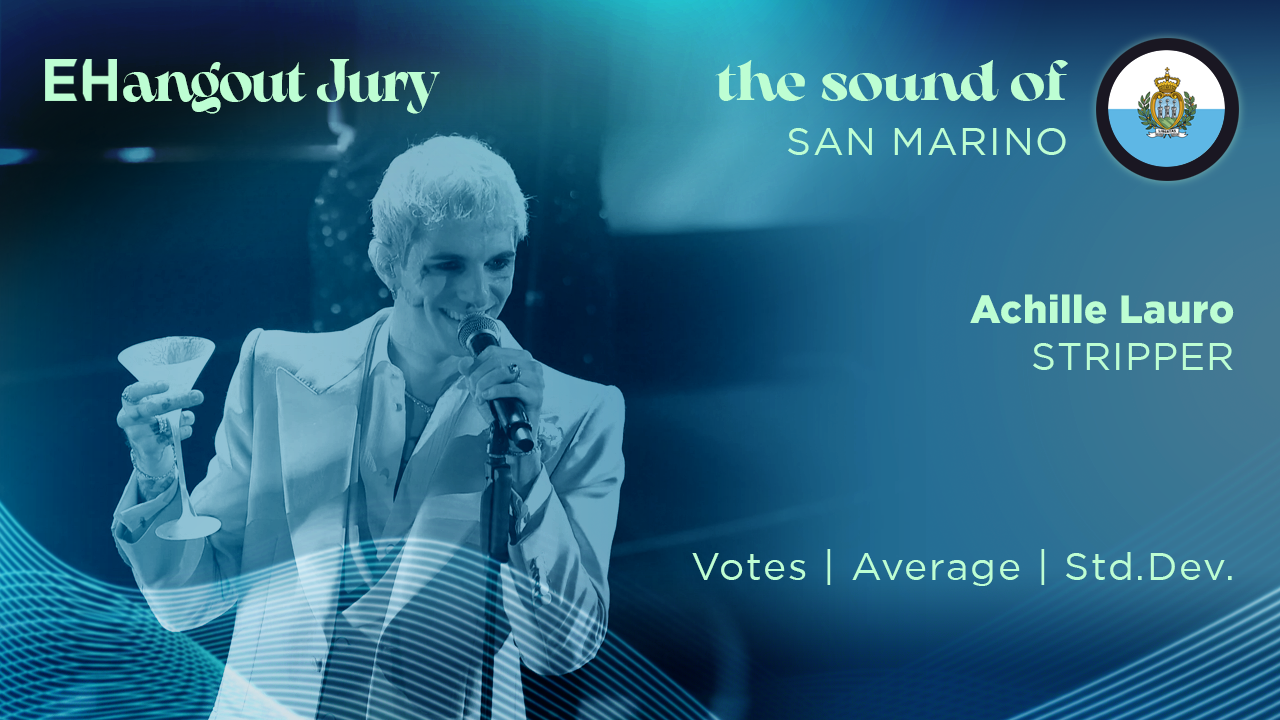 EHangout Jury
the sound of
SAN MARINO
Achille Lauro
STRIPPER
Votes | Average | Std.Dev.